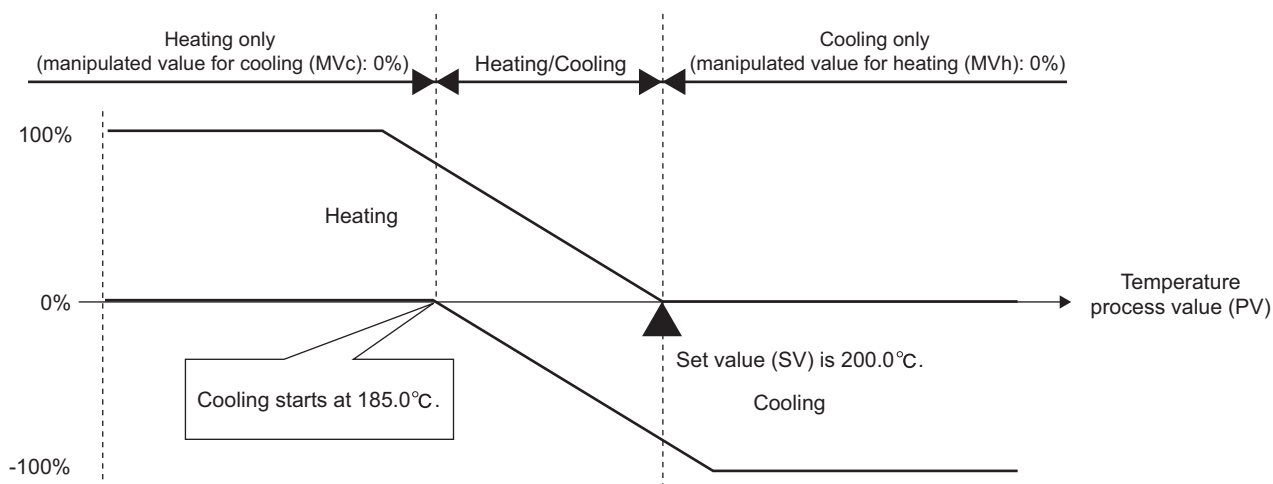 Heating only
(manipulated value for cooling (MVc): 0%)
Heating/Cooling
Cooling only
(manipulated value for heating (MVh): 0%)
100%
Heating
0%
Temperature
process value (PV)
Set value (SV) is 200.0℃.
Cooling starts at 185.0℃.
Cooling
-100%